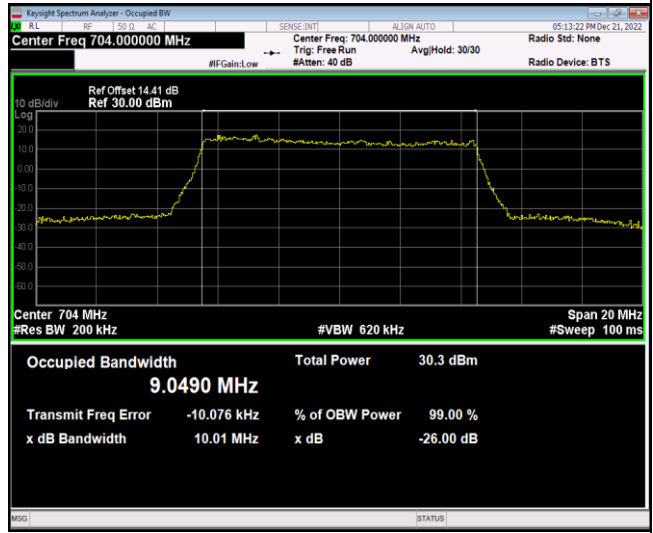 Keysight Spectrum Analyzer - Occupied BW
RL RF 50 Ω AC SENSE:INT ALIGN AUTO 05:13:22 PM Dec 21, 2022
Center Freq 704.000000 MHz Center Freq: 704.000000 MHz Radio Std: None
Trig: Free Run Avg|Hold: 30/30
#IFGain:Low #Atten: 40 dB Radio Device: BTS
Ref Offset 14.41 dB
10 dB/div Ref 30.00 dBm
Log
20.0
10.0
0.00
-10.0
-20.0
-30.0
-40.0
-50.0
-60.0
Center 704 MHz Span 20 MHz
#Res BW 200 kHz #VBW 620 kHz #Sweep 100 ms
Occupied Bandwidth Total Power 30.3 dBm
9.0490 MHz
Transmit Freq Error -10.076 kHz % of OBW Power 99.00 %
x dB Bandwidth 10.01 MHz x dB -26.00 dB
MSG STATUS